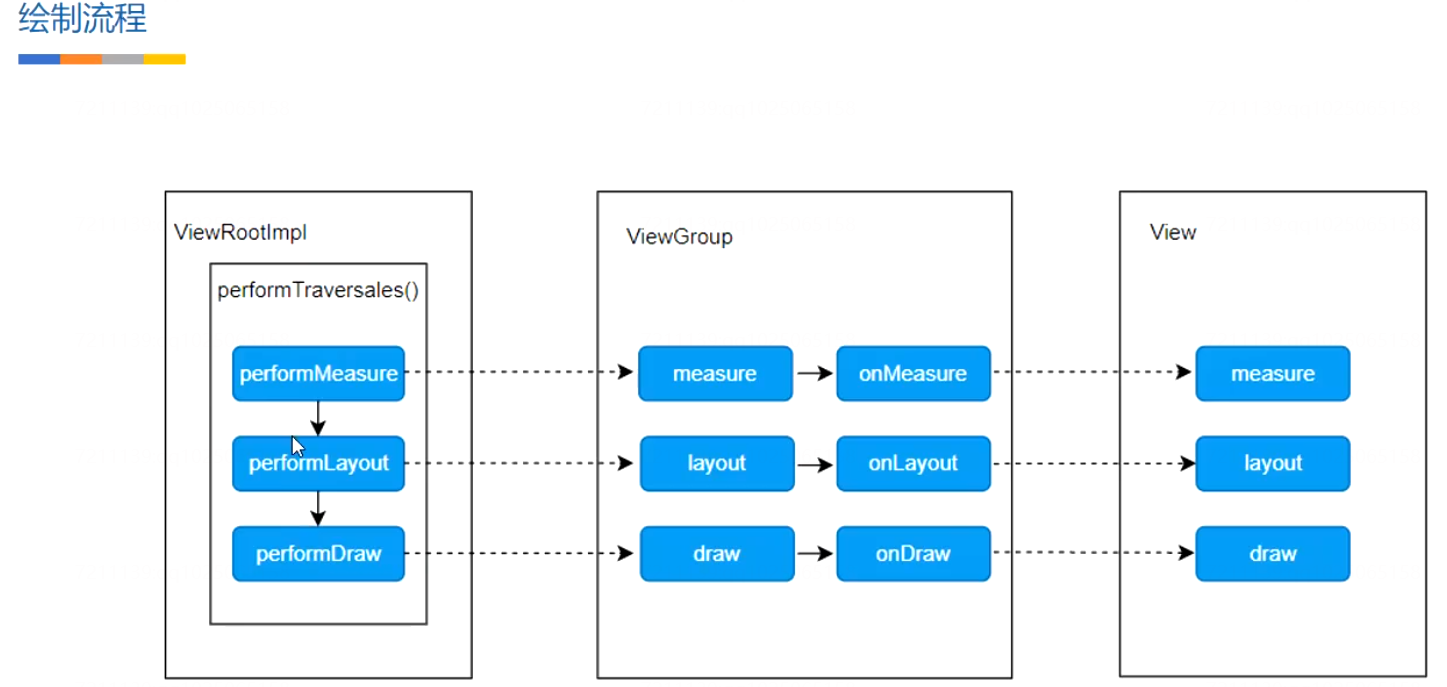 绘制流程
ViewRootImpl
performTraversales()
performMeasure
performLayout
performDraw
ViewGroup
measure
onMeasure
layout
onLayout
draw
onDraw
View
measure
layout
draw